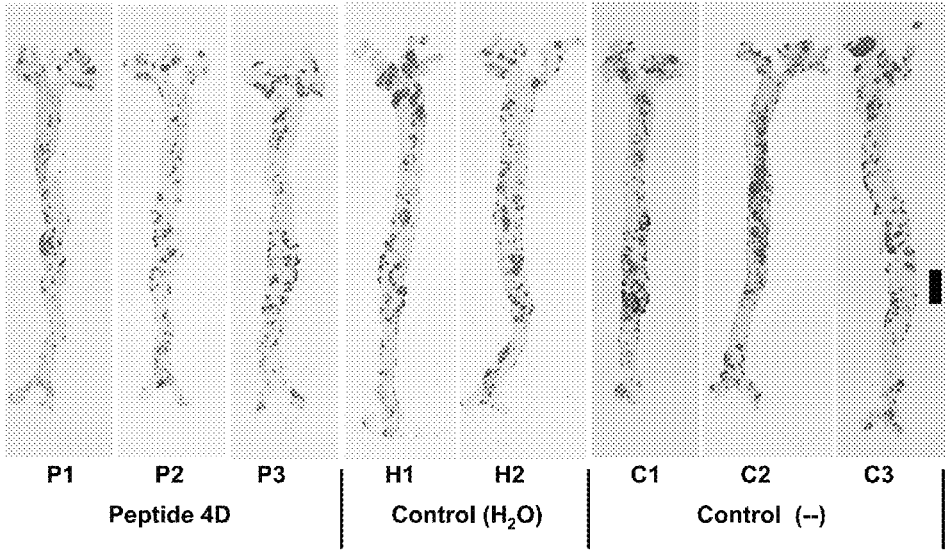 P1 P2 P3 H1 H2 C1 C2 C3
Peptide 4D Control (H₂O) Control (--)